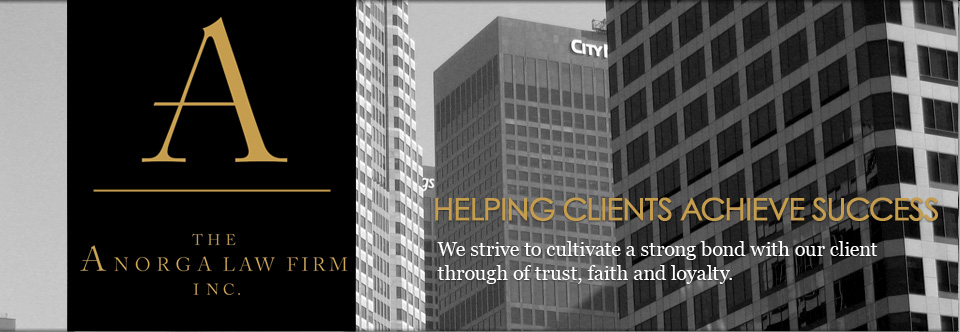 A
THE
ANORGA LAW FIRM
INC.
CITY
gs
HELPING CLIENTS ACHIEVE SUCCESS
We strive to cultivate a strong bond with our client
through of trust, faith and loyalty.